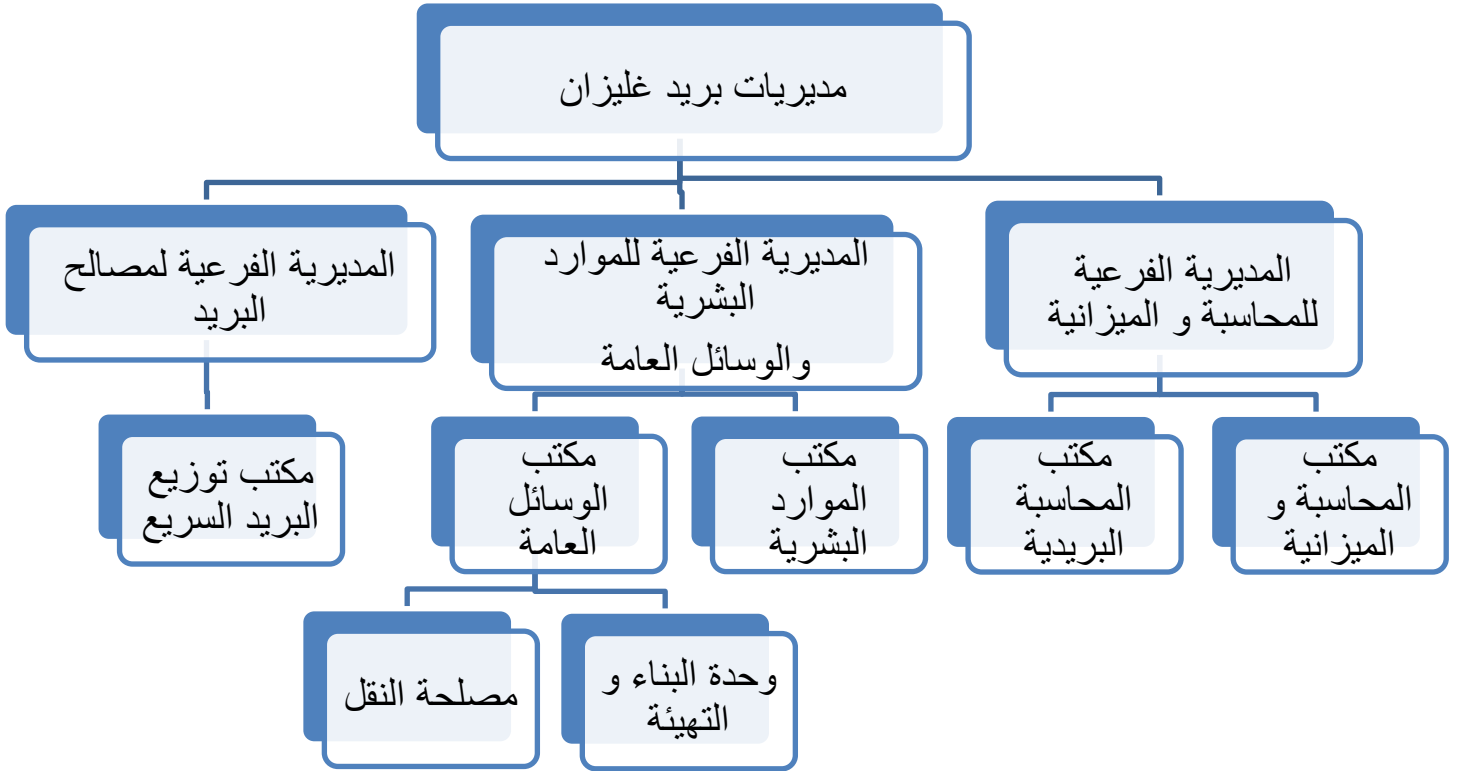 مديريات بريد غليزان
المديرية الفرعية
للمحاسبة و الميزانية
المديرية الفرعية للموارد
البشرية
والوسائل العامة
المديرية الفرعية لمصالح
البريد
مكتب
المحاسبة و
الميزانية
مكتب
المحاسبة
البريدية
مكتب
الموارد
البشرية
مكتب
الوسائل
العامة
مكتب توزيع
البريد السريع
وحدة البناء و
التهيئة
مصلحة النقل